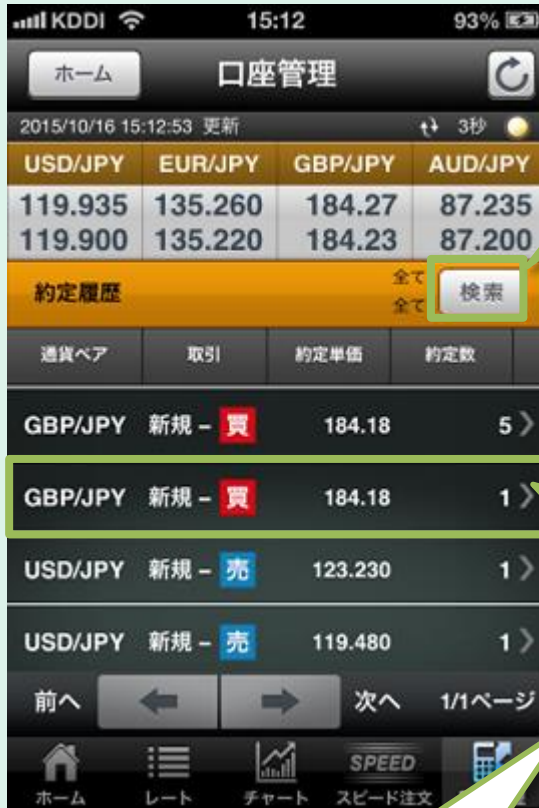 KDDI 15:12 93%
ホーム 口座管理
2015/10/16 15:12:53 更新 3秒
USD/JPY EUR/JPY GBP/JPY AUD/JPY
119.935 135.260 184.27 87.235
119.900 135.220 184.23 87.200
約定履歴 全て 検索
全て
通貨ペア 取引 約定単価 約定数
GBP/JPY 新規 – 買 184.18 5
GBP/JPY 新規 – 買 184.18 1
USD/JPY 新規 – 売 123.230 1
USD/JPY 新規 – 売 119.480 1
前へ 次へ 1/1ページ
SPEED
ホーム レート チャート スピード注文